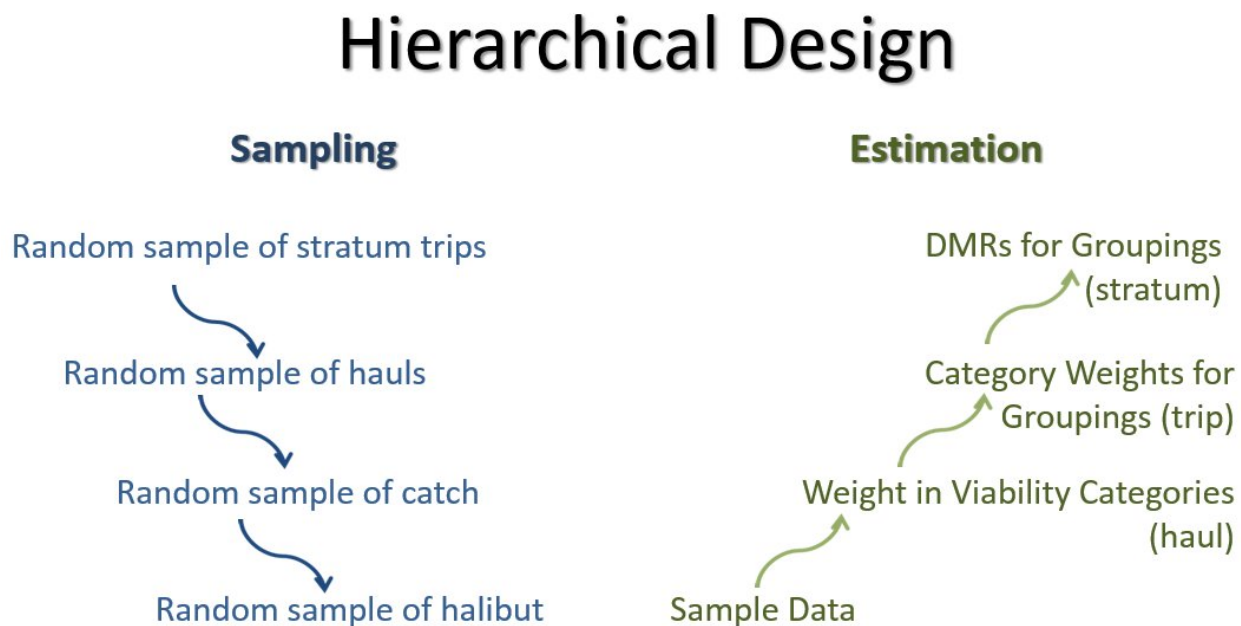 Hierarchical Design
Sampling
Random sample of stratum trips
Random sample of hauls
Random sample of catch
Random sample of halibut
Estimation
DMRs for Groupings
(stratum)
Category Weights for
Groupings (trip)
Weight in Viability Categories
(haul)
Sample Data